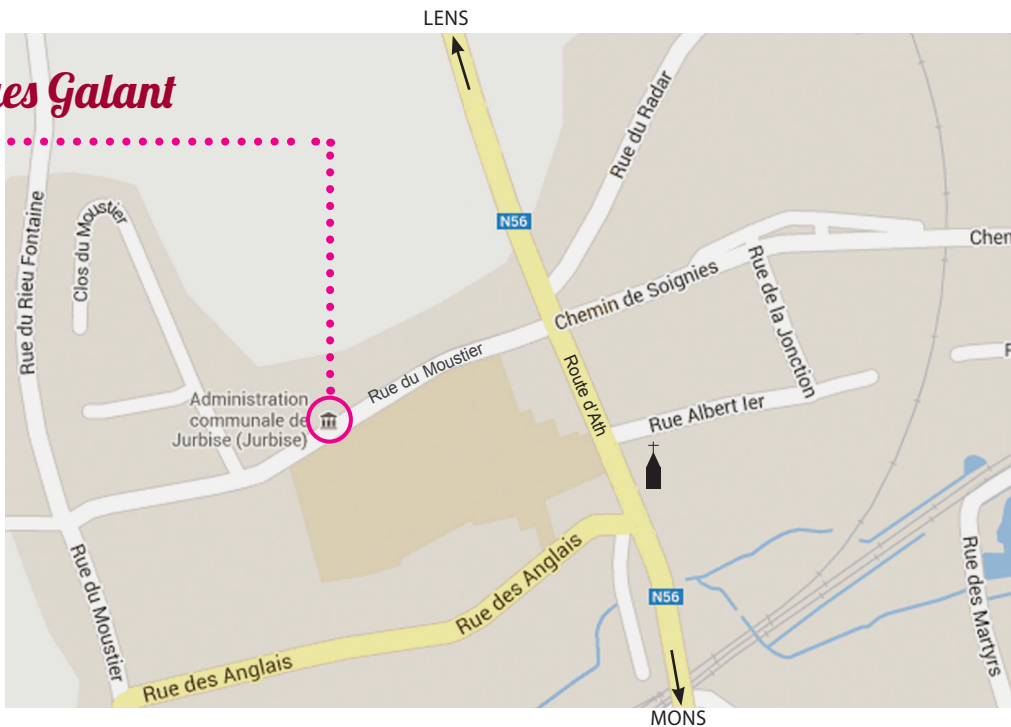 LENS
ues Galant
Rue du Radar
Rue du Rieu Fontaine
Clos du Moustier
N56
Chem
Chemin de Soignies
Rue de la Jonction
Rue du Moustier
Route d'Ath
Administration
communale de
Jurbise (Jurbise)
Rue Albert Ier
Rue du Moustier
Rue des Anglais
Rue des Anglais
N56
Rue des Martyrs
MONS